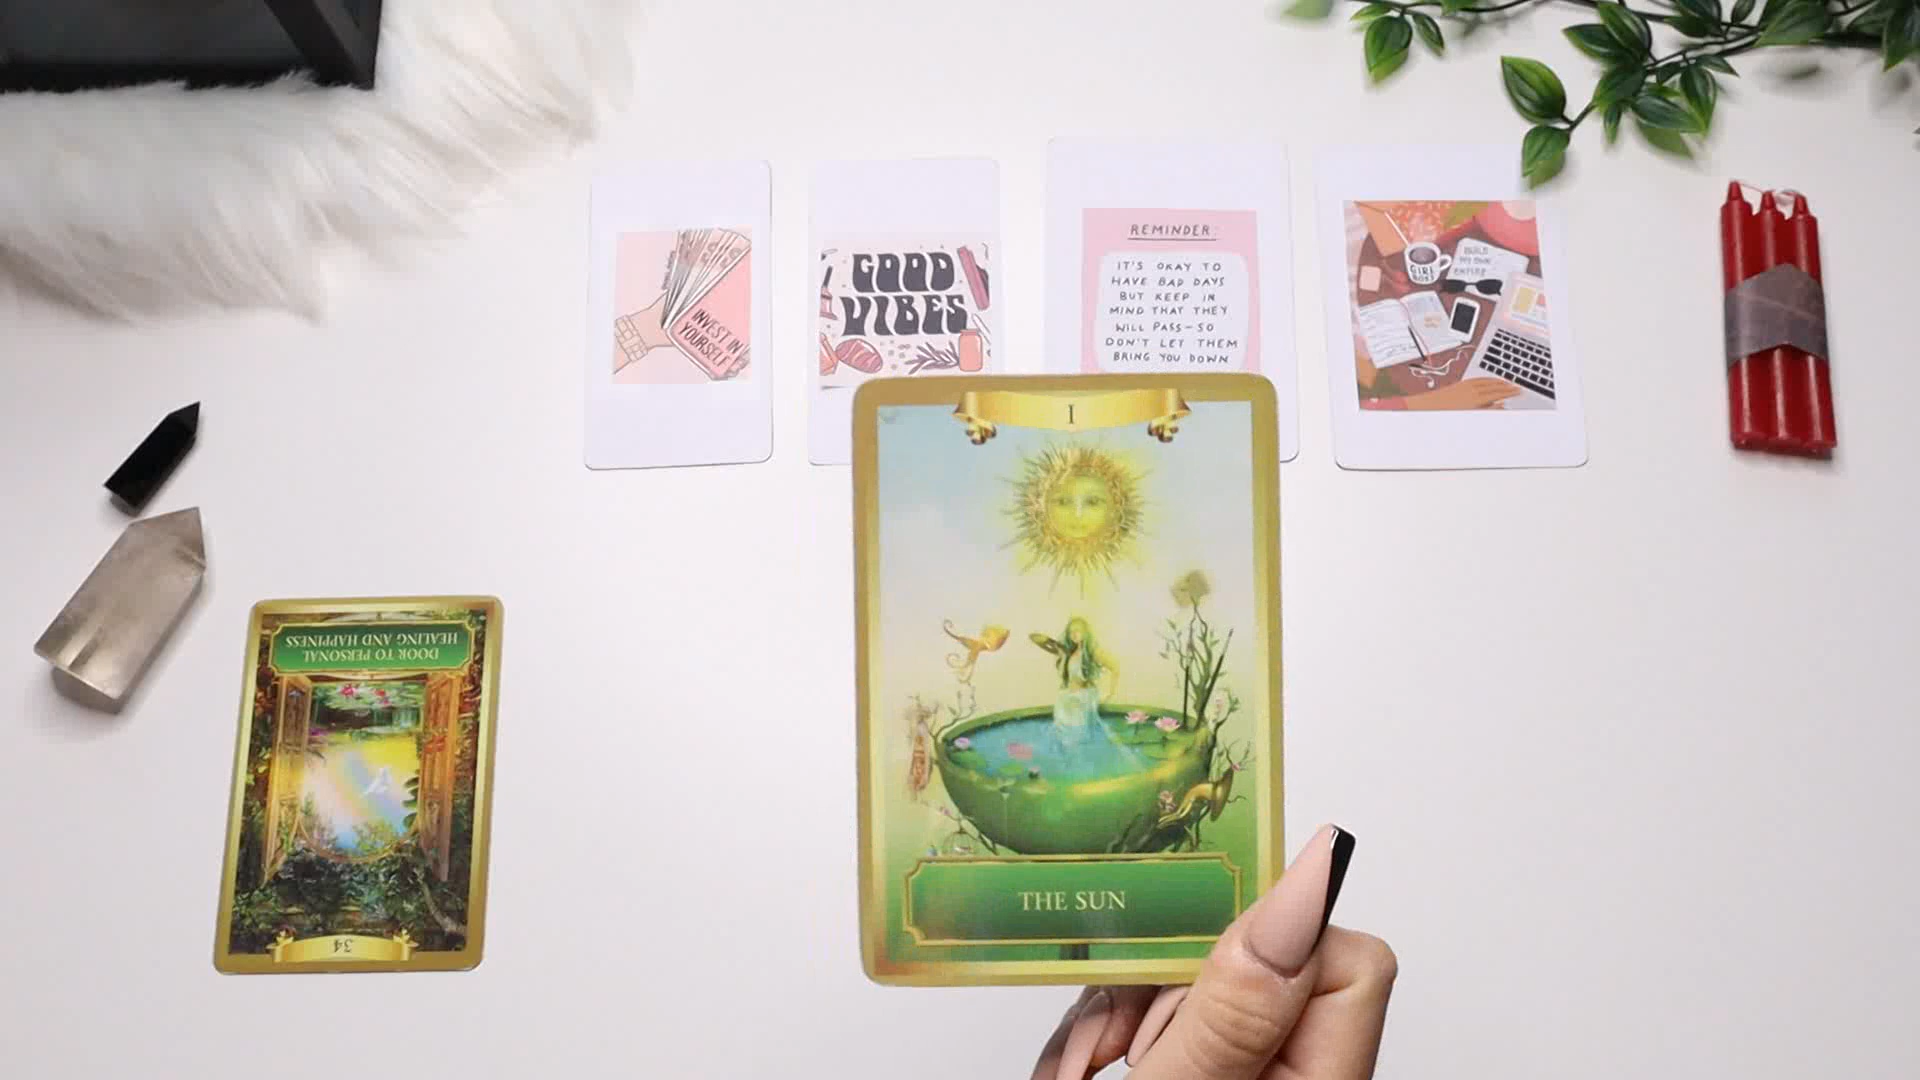 INVEST IN
YOURSELF
GOOD
VIBES
REMINDER:
IT'S OKAY TO
HAVE BAD DAYS
BUT KEEP IN
MIND THAT THEY
WILL PASS-SO
DON'T LET THEM
BRING YOU DOWN
GIRL
BOSS
BUILD
MY OWN
EMPIRE
I
THE SUN
DOOR TO PERSONAL
HEALING AND HAPPINESS
34